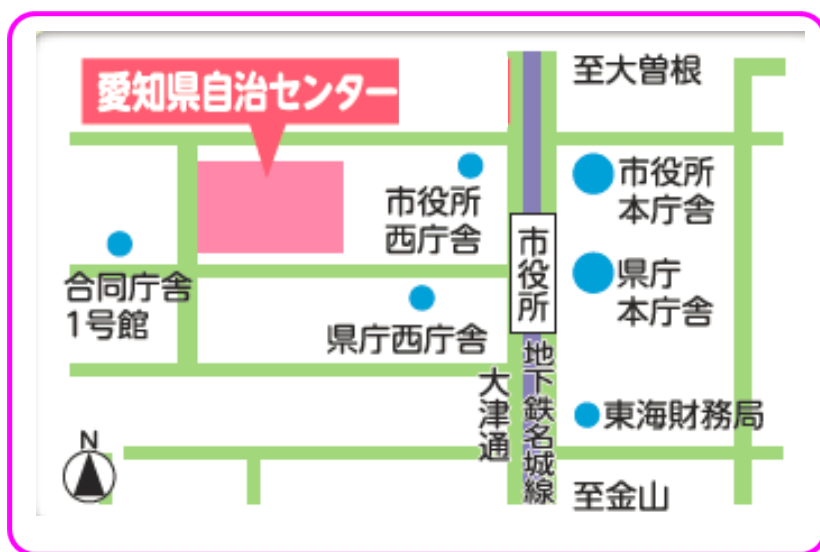 至大曽根
愛知県自治センター
市役所
本庁舎
市役所
西庁舎
市役所
合同庁舎
1号館
県庁
本庁舎
県庁西庁舎
地下鉄名城線
大津通
東海財務局
N
至金山